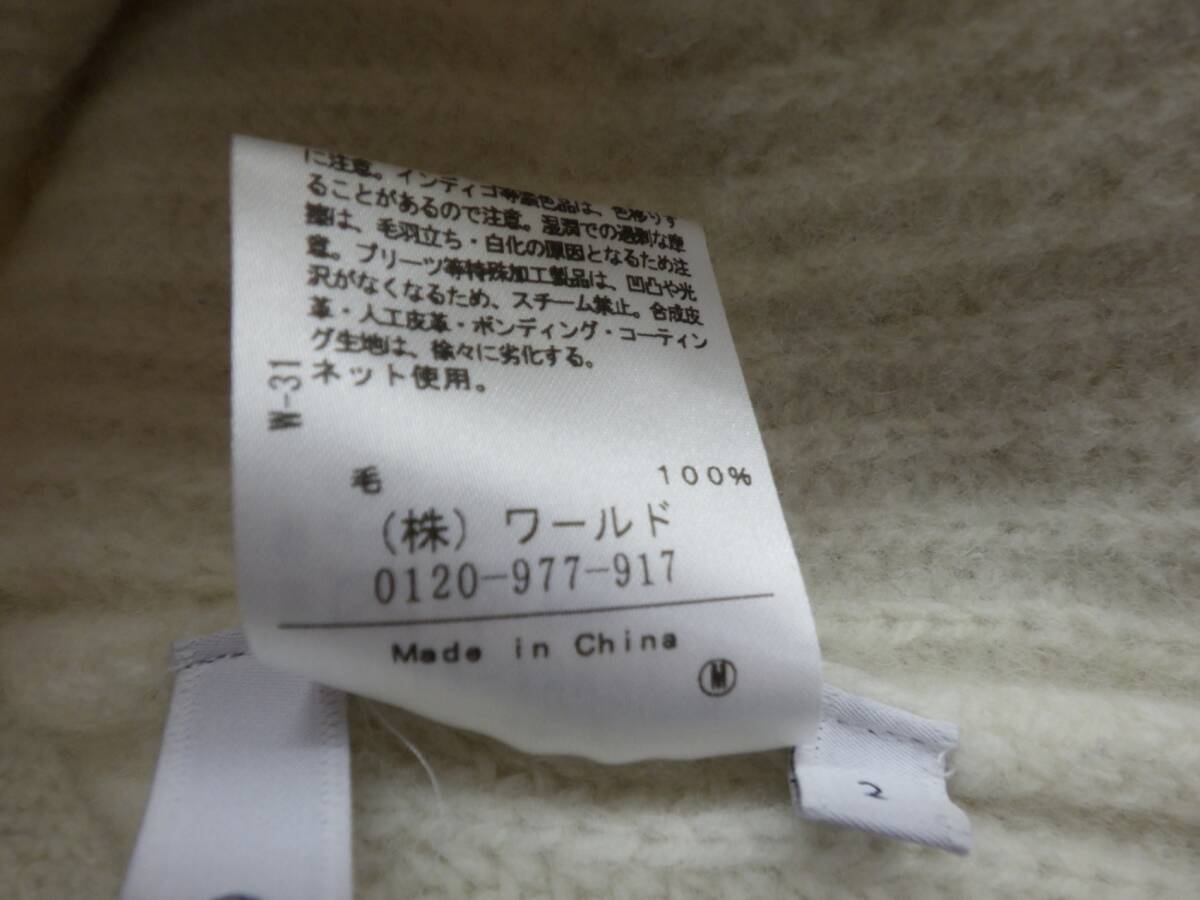 に注意。インディゴ等濃色品は、色移りす
ることがあるので注意。湿潤での過剰な摩
擦は、毛羽立ち・白化の原因となるため注
意。プリーツ等特殊加工製品は、凹凸や光
沢がなくなるため、スチーム禁止。合成皮
革・人工皮革・ボンディング・コーティン
グ生地は、徐々に劣化する。
ネット使用。
W-31
毛 100%
(株)ワールド
0120-977-917
Made in China
M
2